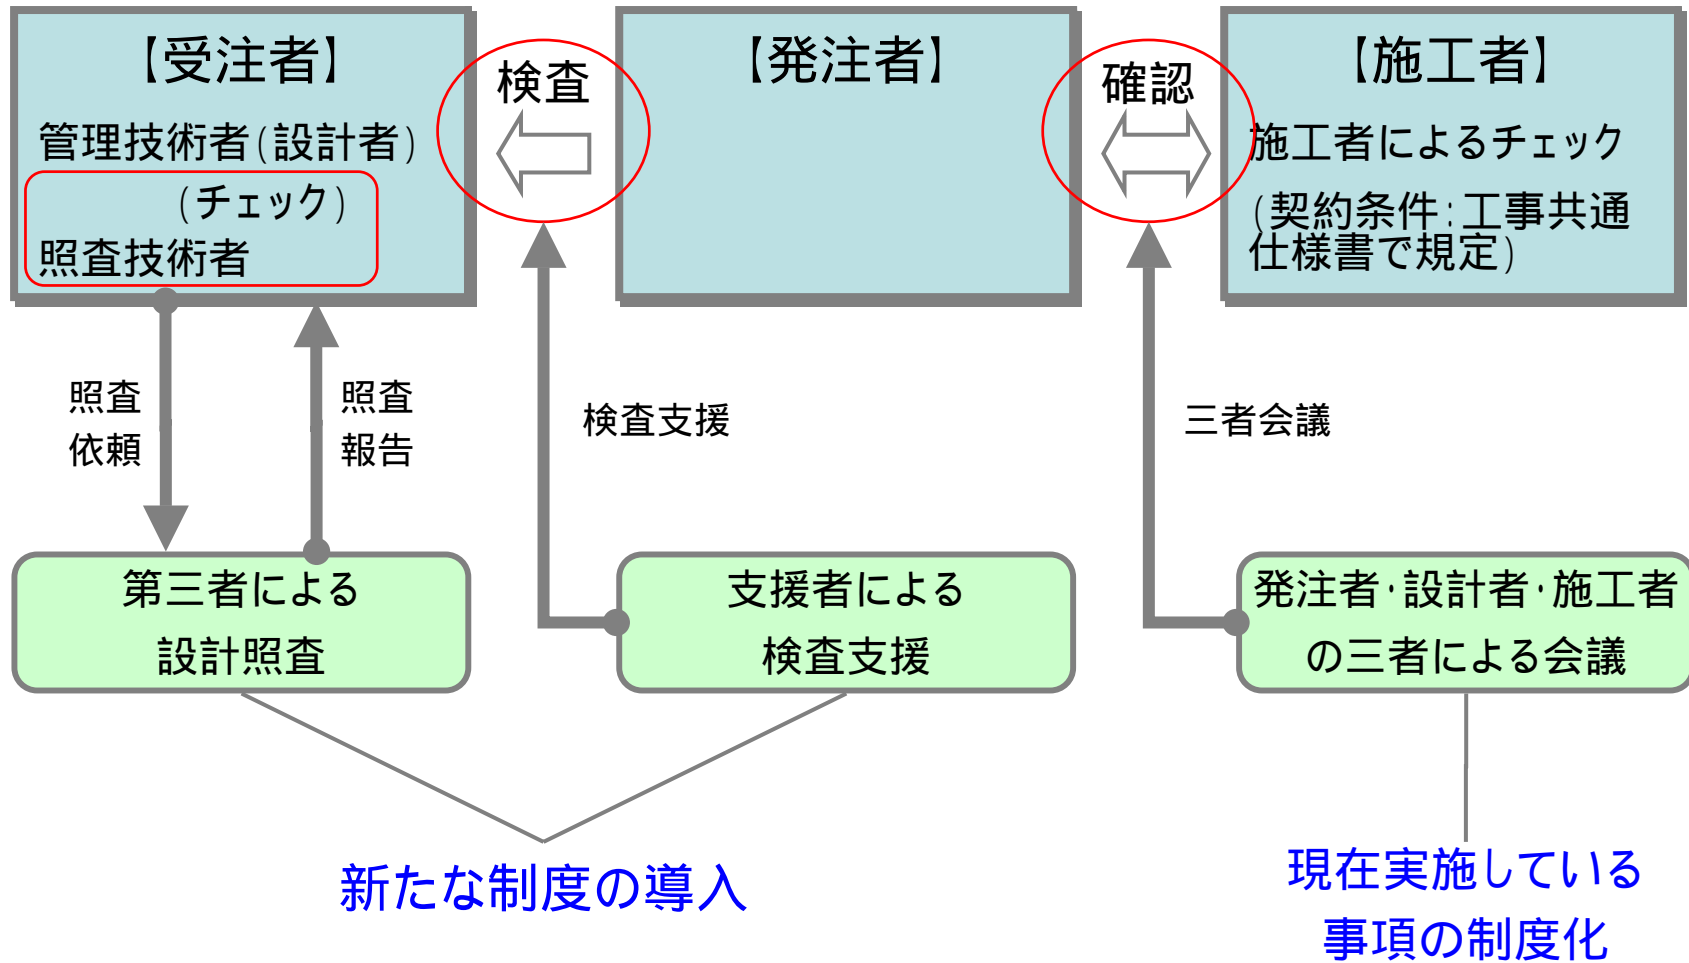 【受注者】
管理技術者(設計者)
(チェック)
照査技術者
検査
【発注者】
確認
【施工者】
施工者によるチェック
(契約条件:工事共通
仕様書で規定)
照査
依頼
照査
報告
検査支援
三者会議
第三者による
設計照査
支援者による
検査支援
発注者・設計者・施工者
の三者による会議
新たな制度の導入
現在実施している
事項の制度化